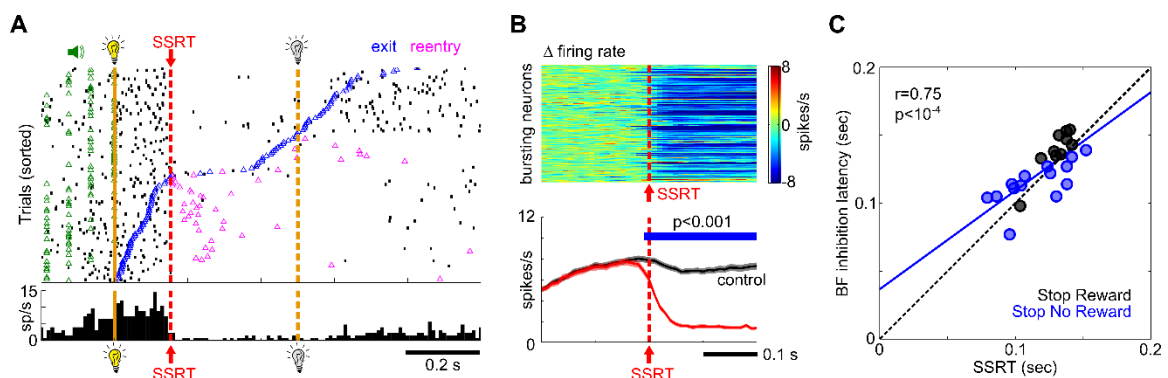 A
SSRT
exit reentry
Trials (sorted)
15
sp/s
0
SSRT
0.2 s
B
Δ firing rate
bursting neurons
8
spikes/s
-8
SSRT
12
p<0.001
spikes/s
control
0
SSRT
0.1 s
C
0.2
r=0.75
p<10⁻⁴
BF inhibition latency (sec)
0.1
Stop Reward
Stop No Reward
0
0
0.1
0.2
SSRT (sec)